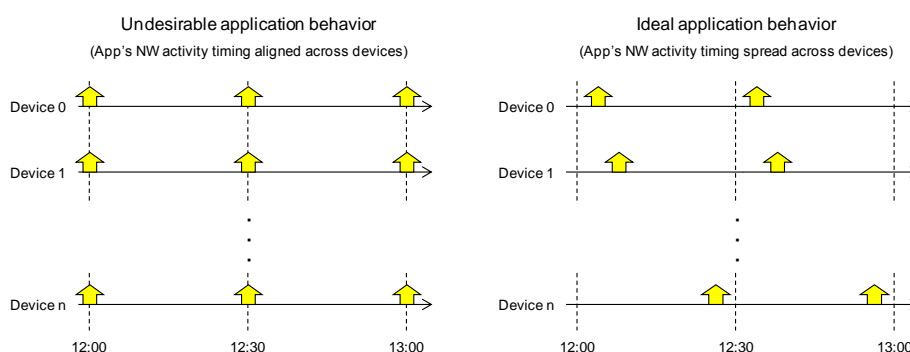 Undesirable application behavior
(App's NW activity timing aligned across devices)
Device 0
Device 1
Device n
12:00 12:30 13:00
Ideal application behavior
(App's NW activity timing spread across devices)
Device 0
Device 1
Device n
12:00 12:30 13:00